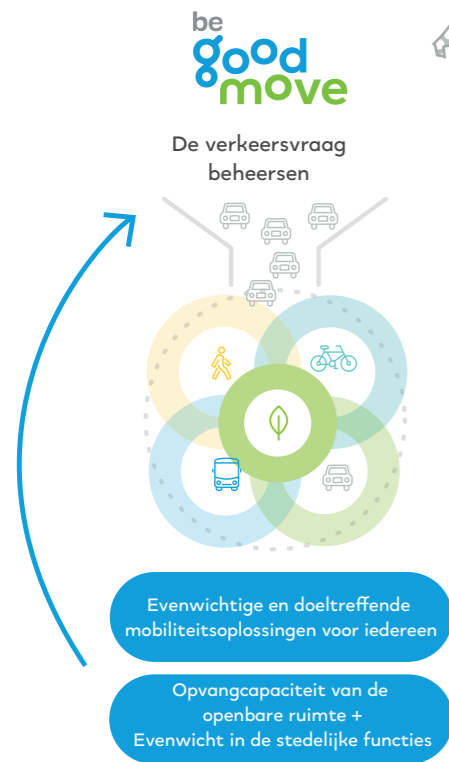 be
good
move
De verkeersvraag
beheersen
Evenwichtige en doeltreffende
mobiliteitsoplossingen voor iedereen
Opvangcapaciteit van de
openbare ruimte +
Evenwicht in de stedelijke functies